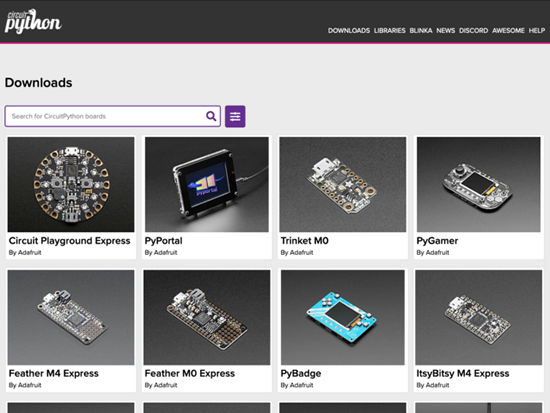 circuit
python
DOWNLOADS LIBRARIES BLINKA NEWS DISCORD AWESOME HELP
Downloads
Search for CircuitPython boards
PyPortal
Circuit Playground Express PyPortal Trinket M0 PyGamer
By Adafruit By Adafruit By Adafruit By Adafruit
Feather M4 Express Feather M0 Express PyBadge ItsyBitsy M4 Express
By Adafruit By Adafruit By Adafruit By Adafruit